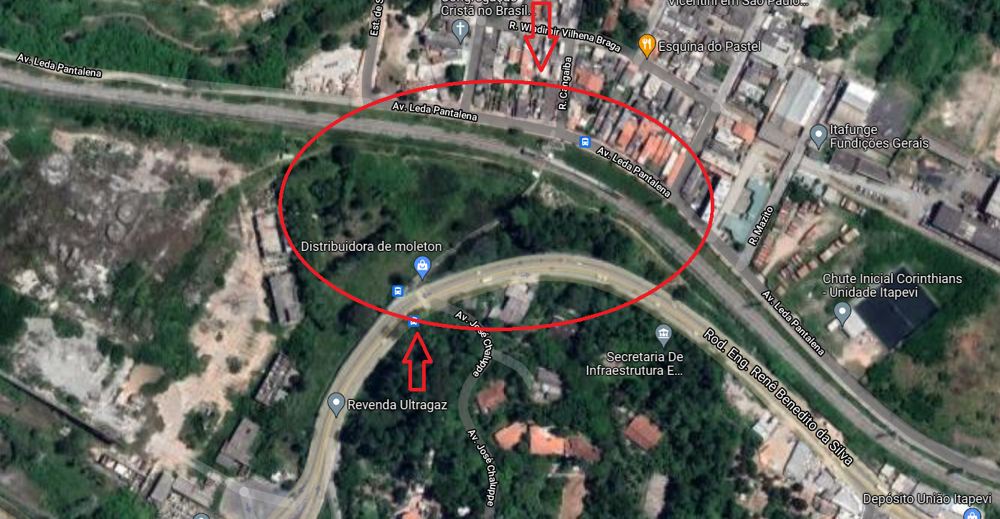 Congregação
Cristã no Brasil...
Vicentini em São Paulo...
Est. de S
R. Wladimir Vilhena Braga
Esquina do Pastel
Av. Leda Pantalena
R. Cangaíba
Av. Leda Pantalena
Itafunge
Fundições Gerais
Av. Leda Pantalena
R. Mazito
Distribuidora de moleton
Chute Inicial Corinthians
- Unidade Itapevi
Av. Leda Pantalena
Av. José Chaluppe
Secretaria De
Infraestrutura E...
Rod. Eng. Renê Benedito da Silva
Revenda Ultragaz
Av. José Chaluppe
Depósito União Itapevi